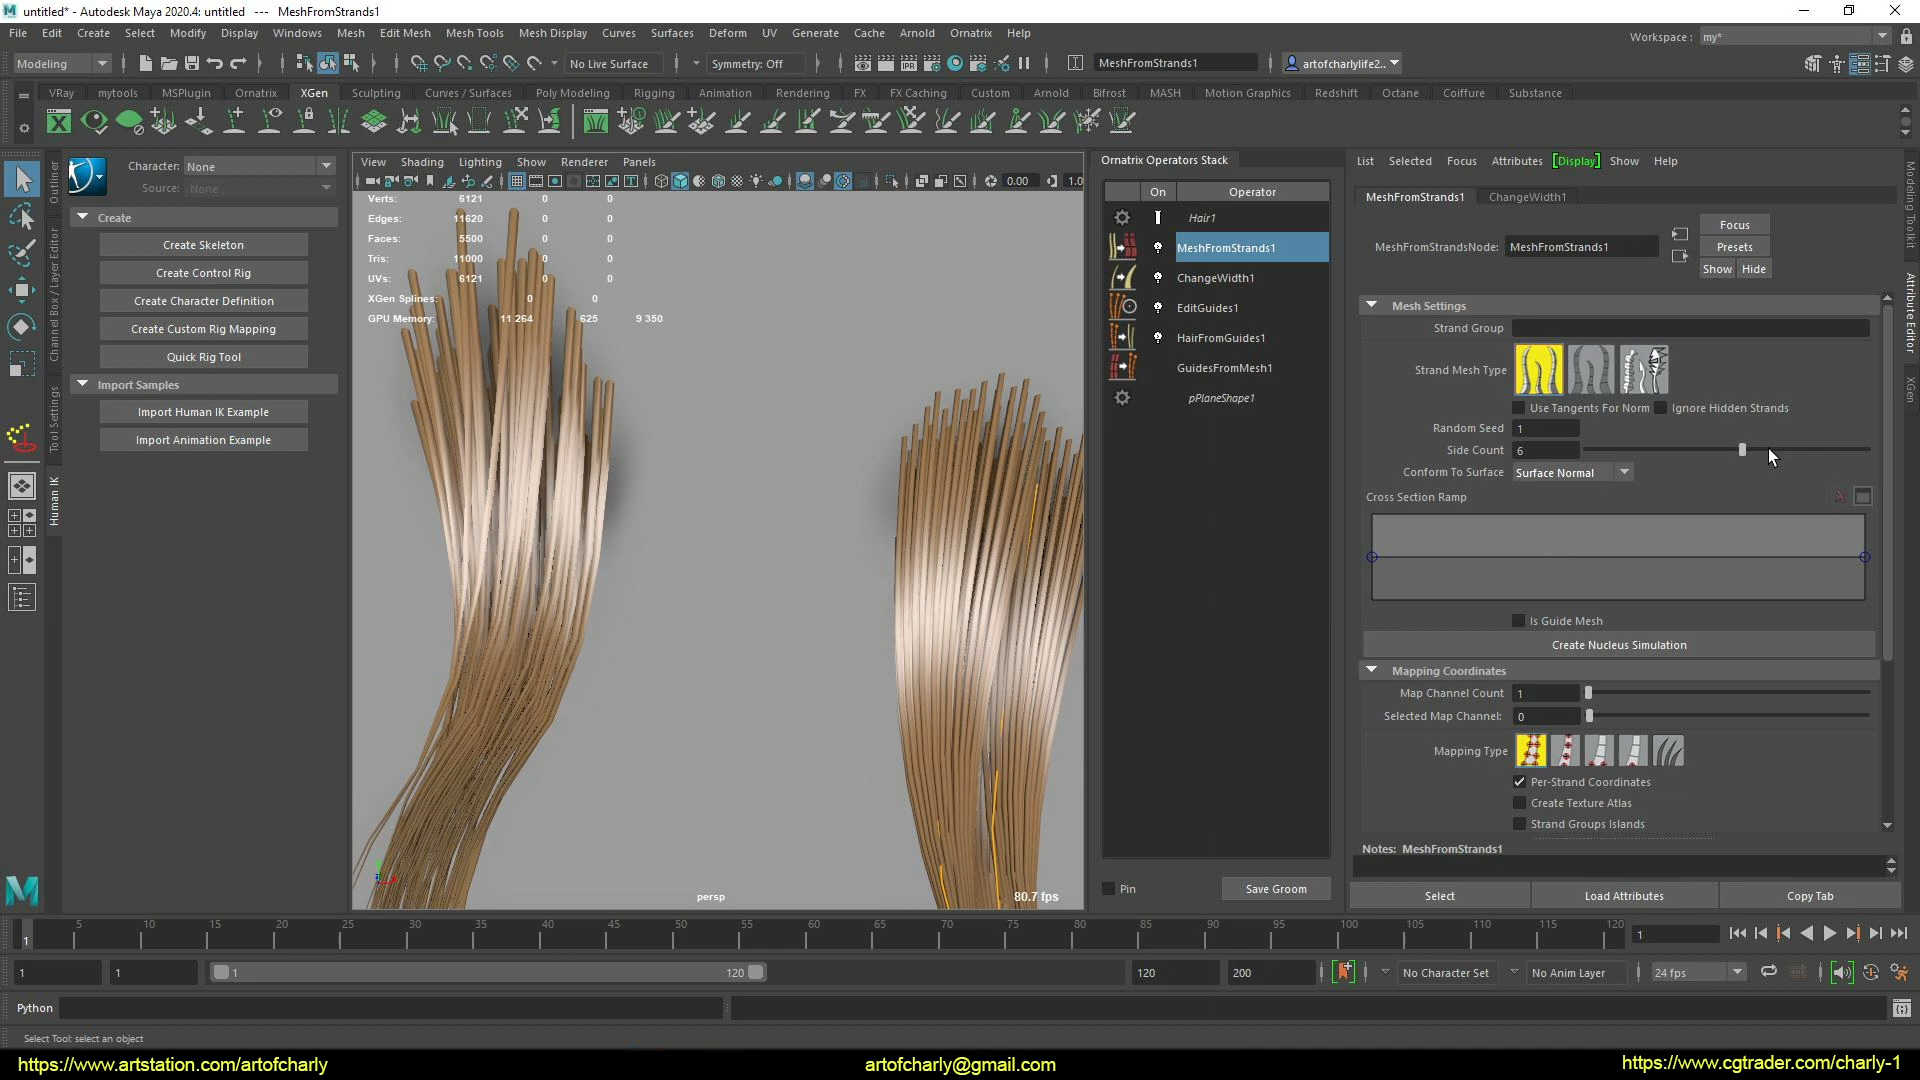 untitled* - Autodesk Maya 2020.4: untitled --- MeshFromStrands1
File Edit Create Select Modify Display Windows Mesh Edit Mesh Mesh Tools Mesh Display Curves Surfaces Deform UV Generate Cache Arnold Ornatrix Help
Workspace : my*
Modeling
No Live Surface
Symmetry: Off
MeshFromStrands1
artofcharlylife2..
VRay mytools MSPlugin Ornatrix XGen Sculpting Curves / Surfaces Poly Modeling Rigging Animation Rendering FX FX Caching Custom Arnold Bifrost MASH Motion Graphics Redshift Octane Coiffure Substance
Outliner
Channel Box / Layer Editor
Tool Settings
Human IK
Character: None
Source: None
Create
Create Skeleton
Create Control Rig
Create Character Definition
Create Custom Rig Mapping
Quick Rig Tool
Import Samples
Import Human IK Example
Import Animation Example
View Shading Lighting Show Renderer Panels
0.00
1.0
Verts: 6121 0 0
Edges: 11620 0 0
Faces: 5500 0 0
Tris: 11000 0 0
UVs: 6121 0 0
XGen Splines: 0 0
GPU Memory: 11 264 625 9 350
persp
80.7 fps
Ornatrix Operators Stack
On Operator
Hair1
MeshFromStrands1
ChangeWidth1
EditGuides1
HairFromGuides1
GuidesFromMesh1
pPlaneShape1
Pin
Save Groom
List Selected Focus Attributes [Display] Show Help
MeshFromStrands1 ChangeWidth1
MeshFromStrandsNode: MeshFromStrands1
Focus
Presets
Show Hide
Mesh Settings
Strand Group
Strand Mesh Type
Use Tangents For Norm Ignore Hidden Strands
Random Seed 1
Side Count 6
Conform To Surface Surface Normal
Cross Section Ramp
Is Guide Mesh
Create Nucleus Simulation
Mapping Coordinates
Map Channel Count 1
Selected Map Channel: 0
Mapping Type
Per-Strand Coordinates
Create Texture Atlas
Strand Groups Islands
Notes: MeshFromStrands1
Select
Load Attributes
Copy Tab
Modeling Toolkit
Attribute Editor
XGen
1 5 10 15 20 25 30 35 40 45 50 55 60 65 70 75 80 85 90 95 100 105 110 115 120
1
1
1
1
120
120
200
No Character Set
No Anim Layer
24 fps
Python
Select Tool: select an object
https://www.artstation.com/artofcharly
artofcharly@gmail.com
https://www.cgtrader.com/charly-1